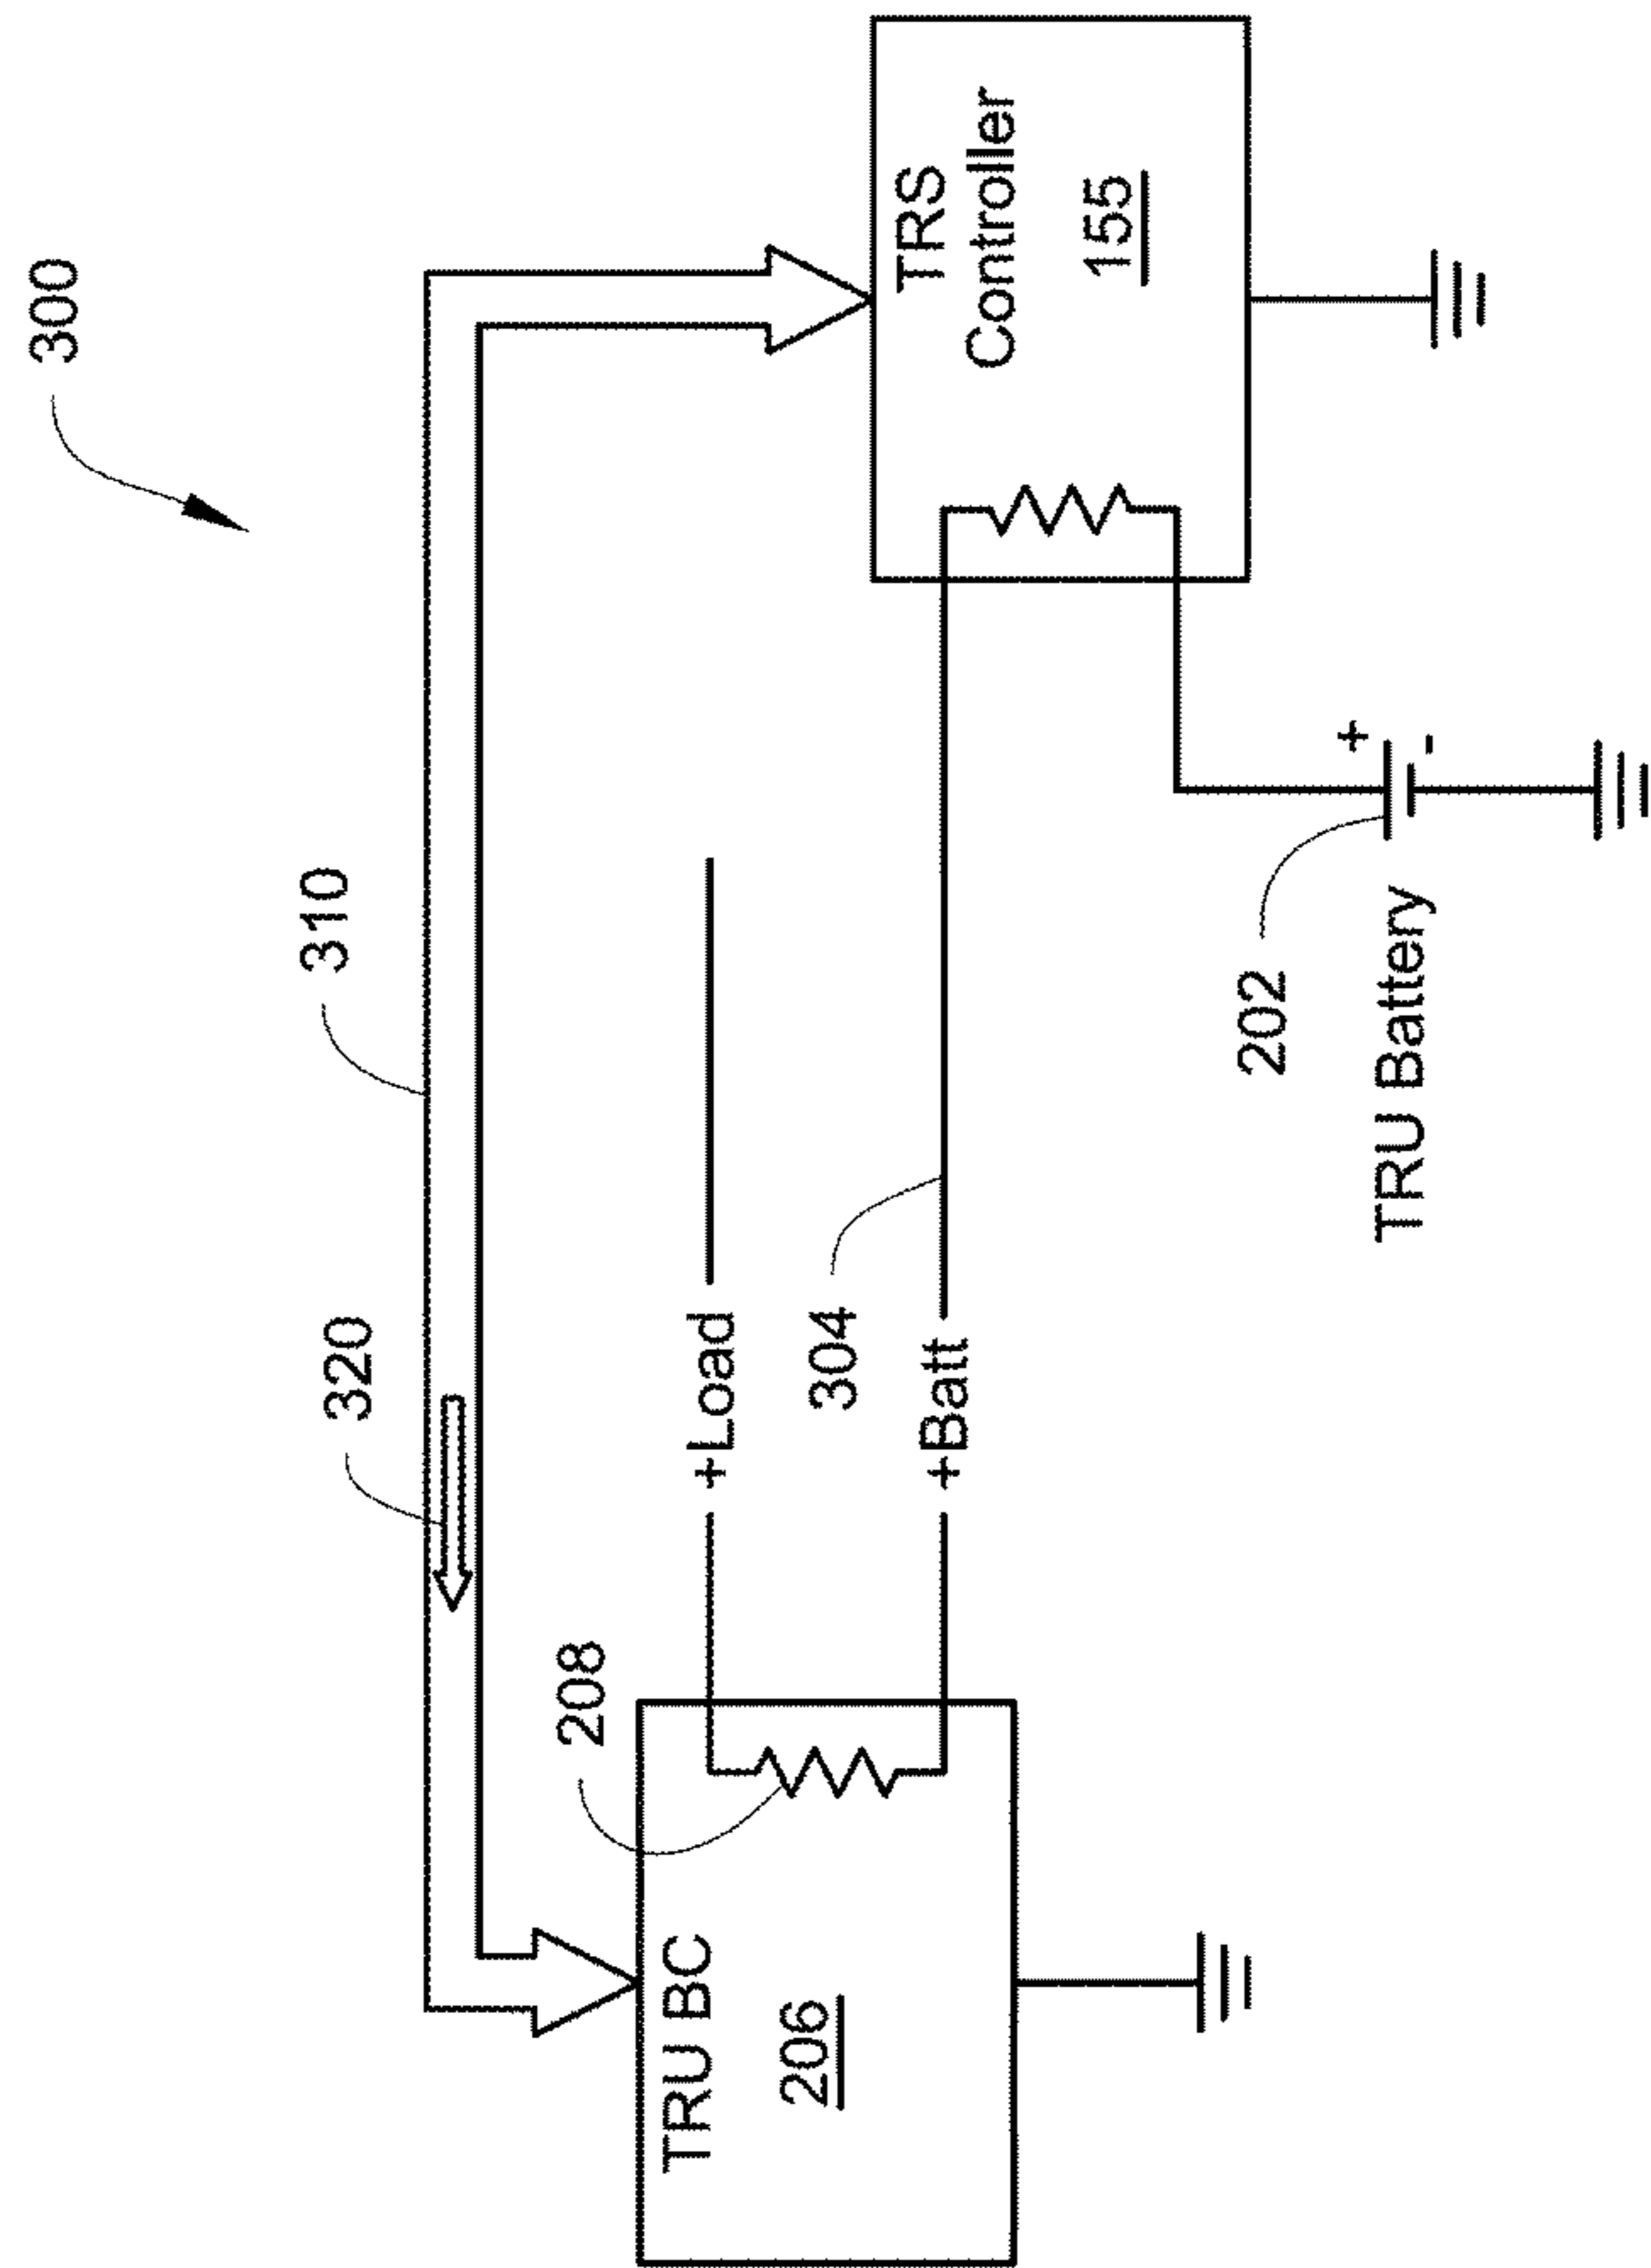 300
310
320
208
+Load
304
+Batt
TRU BC
206
TRS
Controller
155
202
TRU Battery
+
-